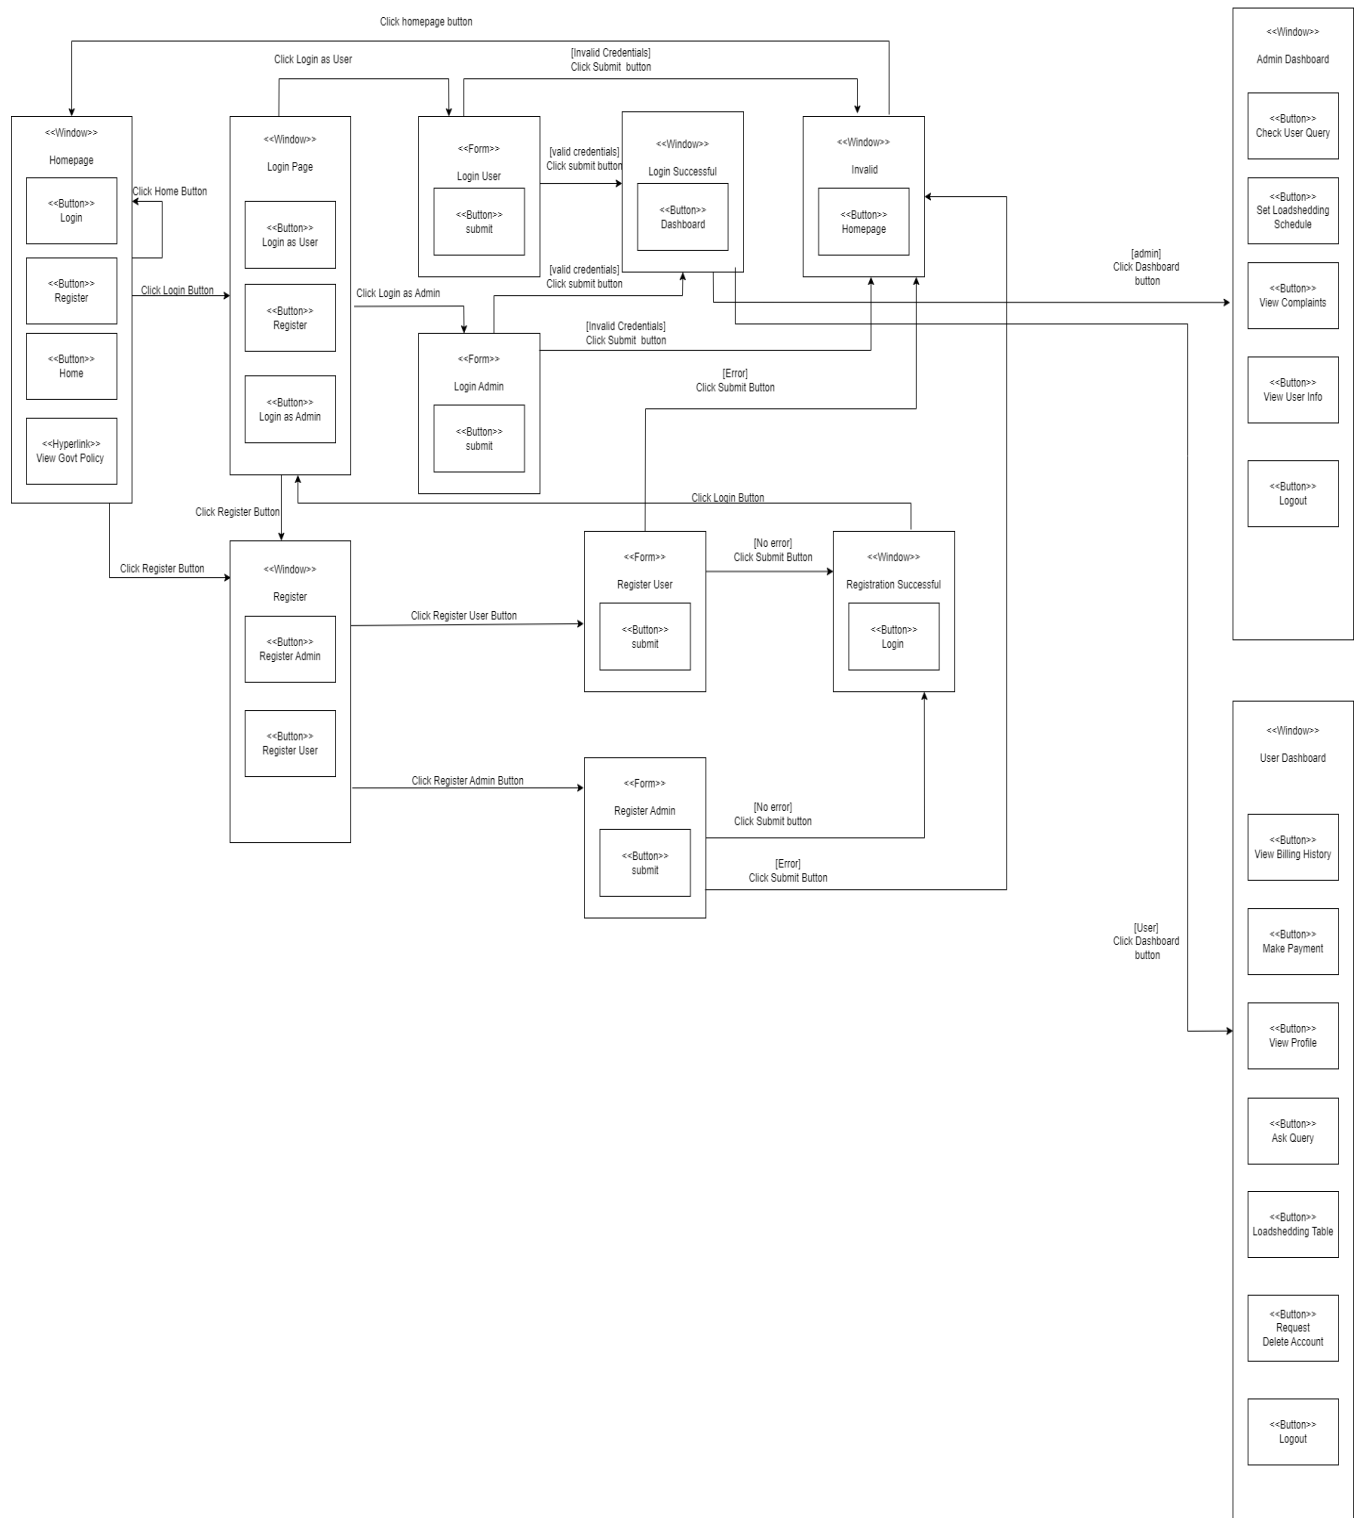 Click homepage button
Click Login as User
[Invalid Credentials]
Click Submit  button
<<Window>>
Homepage
<<Button>>
Login
Click Home Button
<<Button>>
Register
Click Login Button
<<Button>>
Home
<<Hyperlink>>
View Govt Policy
<<Window>>
Login Page
<<Button>>
Login as User
<<Button>>
Register
<<Button>>
Login as Admin
Click Login as Admin
<<Form>>
Login User
<<Button>>
submit
[valid credentials]
Click submit button
<<Window>>
Login Successful
<<Button>>
Dashboard
<<Window>>
Invalid
<<Button>>
Homepage
[valid credentials]
Click submit button
<<Form>>
Login Admin
<<Button>>
submit
[Invalid Credentials]
Click Submit  button
[Error]
Click Submit Button
[admin]
Click Dashboard
button
<<Window>>
Admin Dashboard
<<Button>>
Check User Query
<<Button>>
Set Loadshedding
Schedule
<<Button>>
View Complaints
<<Button>>
View User Info
<<Button>>
Logout
Click Login Button
Click Register Button
Click Register Button
<<Window>>
Register
<<Button>>
Register Admin
<<Button>>
Register User
Click Register User Button
<<Form>>
Register User
<<Button>>
submit
[No error]
Click Submit Button
<<Window>>
Registration Successful
<<Button>>
Login
Click Register Admin Button
<<Form>>
Register Admin
<<Button>>
submit
[No error]
Click Submit button
[Error]
Click Submit Button
[User]
Click Dashboard
button
<<Window>>
User Dashboard
<<Button>>
View Billing History
<<Button>>
Make Payment
<<Button>>
View Profile
<<Button>>
Ask Query
<<Button>>
Loadshedding Table
<<Button>>
Request
Delete Account
<<Button>>
Logout